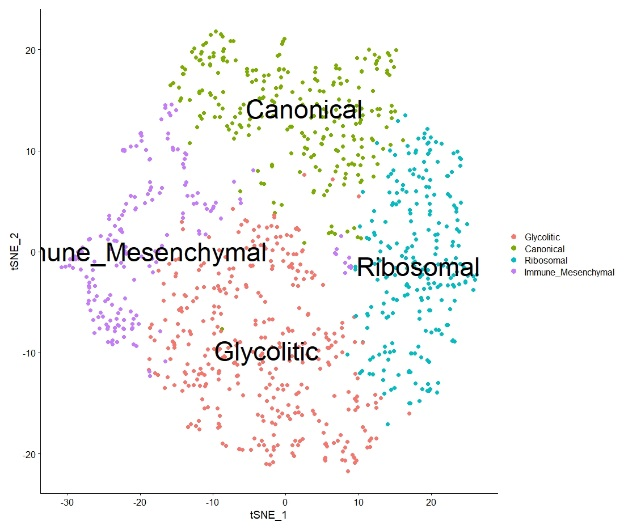 20
10
0
-10
-20
tSNE_2
Canonical
mune_Mesenchymal
Ribosomal
Glycolitic
-30 -20 -10 0 10 20
tSNE_1
Glycolitic
Canonical
Ribosomal
Immune_Mesenchymal